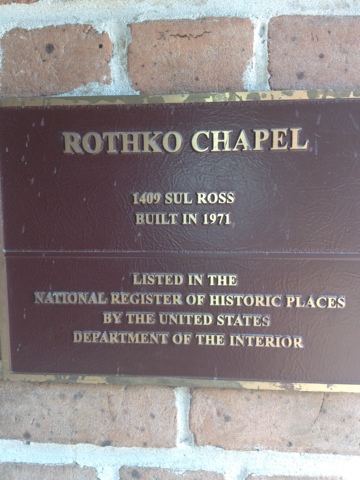 ROTHKO CHAPEL
1409 SUL ROSS
BUILT IN 1971
LISTED IN THE
NATIONAL REGISTER OF HISTORIC PLACES
BY THE UNITED STATES
DEPARTMENT OF THE INTERIOR